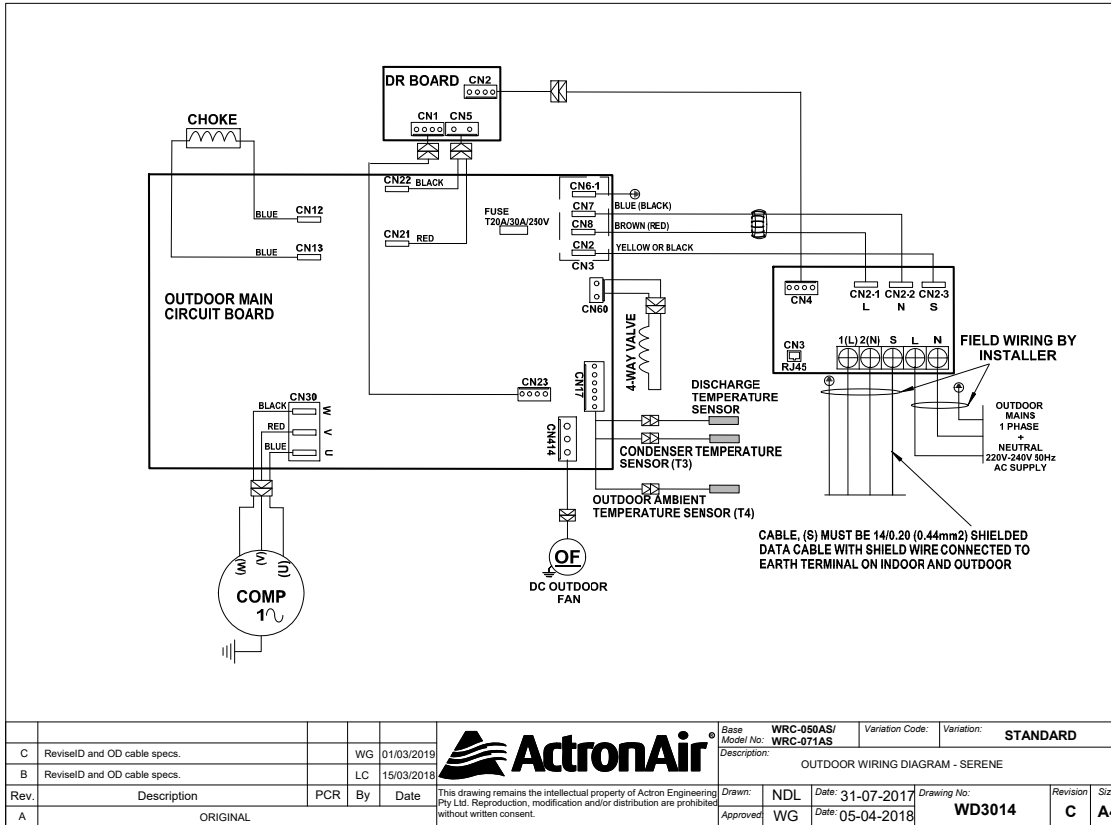 DR BOARD
CN2
CN1
CN5
CHOKE
CN22
BLACK
CN6-1
CN7
BLUE (BLACK)
BLUE
CN12
FUSE
T20A/30A/250V
CN8
BROWN (RED)
CN21
RED
BLUE
CN13
CN2
YELLOW OR BLACK
CN3
OUTDOOR MAIN
CIRCUIT BOARD
CN60
CN4
CN2-1
CN2-2
CN2-3
L
N
S
4-WAY VALVE
CN3
RJ45
1(L)
2(N)
S
L
N
FIELD WIRING BY
INSTALLER
CN23
CN17
DISCHARGE
TEMPERATURE
SENSOR
CN30
BLACK
W
RED
V
BLUE
U
CN414
CONDENSER TEMPERATURE
SENSOR (T3)
OUTDOOR
MAINS
1 PHASE
+
NEUTRAL
220V-240V 50Hz
AC SUPPLY
OUTDOOR AMBIENT
TEMPERATURE SENSOR (T4)
CABLE, (S) MUST BE 14/0.20 (0.44mm2) SHIELDED
DATA CABLE WITH SHIELD WIRE CONNECTED TO
EARTH TERMINAL ON INDOOR AND OUTDOOR
(W)
(V)
(U)
COMP
1
OF
DC OUTDOOR
FAN
C
ReviseID and OD cable specs.
WG
01/03/2019
B
ReviseID and OD cable specs.
LC
15/03/2018
Rev.
Description
PCR
By
Date
A
ORIGINAL
ActronAir®
This drawing remains the intellectual property of Actron Engineering
Pty Ltd. Reproduction, modification and/or distribution are prohibited
without written consent.
Base
Model No:
WRC-050AS/
WRC-071AS
Variation Code:
Variation:
STANDARD
Description:
OUTDOOR WIRING DIAGRAM - SERENE
Drawn:
NDL
Date:
31-07-2017
Drawing No:
WD3014
Revision
C
Approved:
WG
Date:
05-04-2018